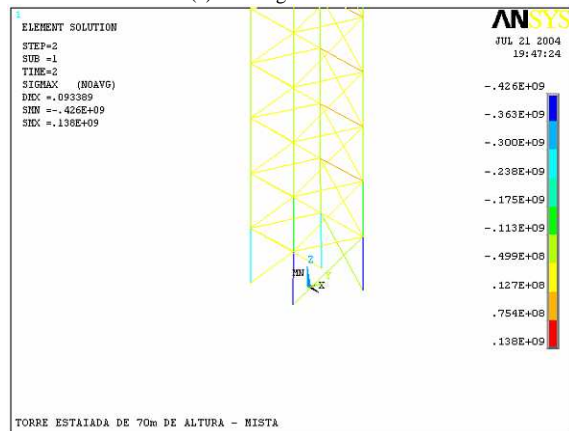 1
ELEMENT SOLUTION
STEP=2
SUB =1
TIME=2
SIGMAX (NOAVG)
DMX =.093389
SMN =-.426E+09
SMX =.138E+09
ANSYS
JUL 21 2004
19:47:24
-.426E+09
-.363E+09
-.300E+09
-.238E+09
-.175E+09
-.113E+09
-.499E+08
.127E+08
.754E+08
.138E+09
Z
MN
X
TORRE ESTAIADA DE 70m DE ALTURA - MISTA